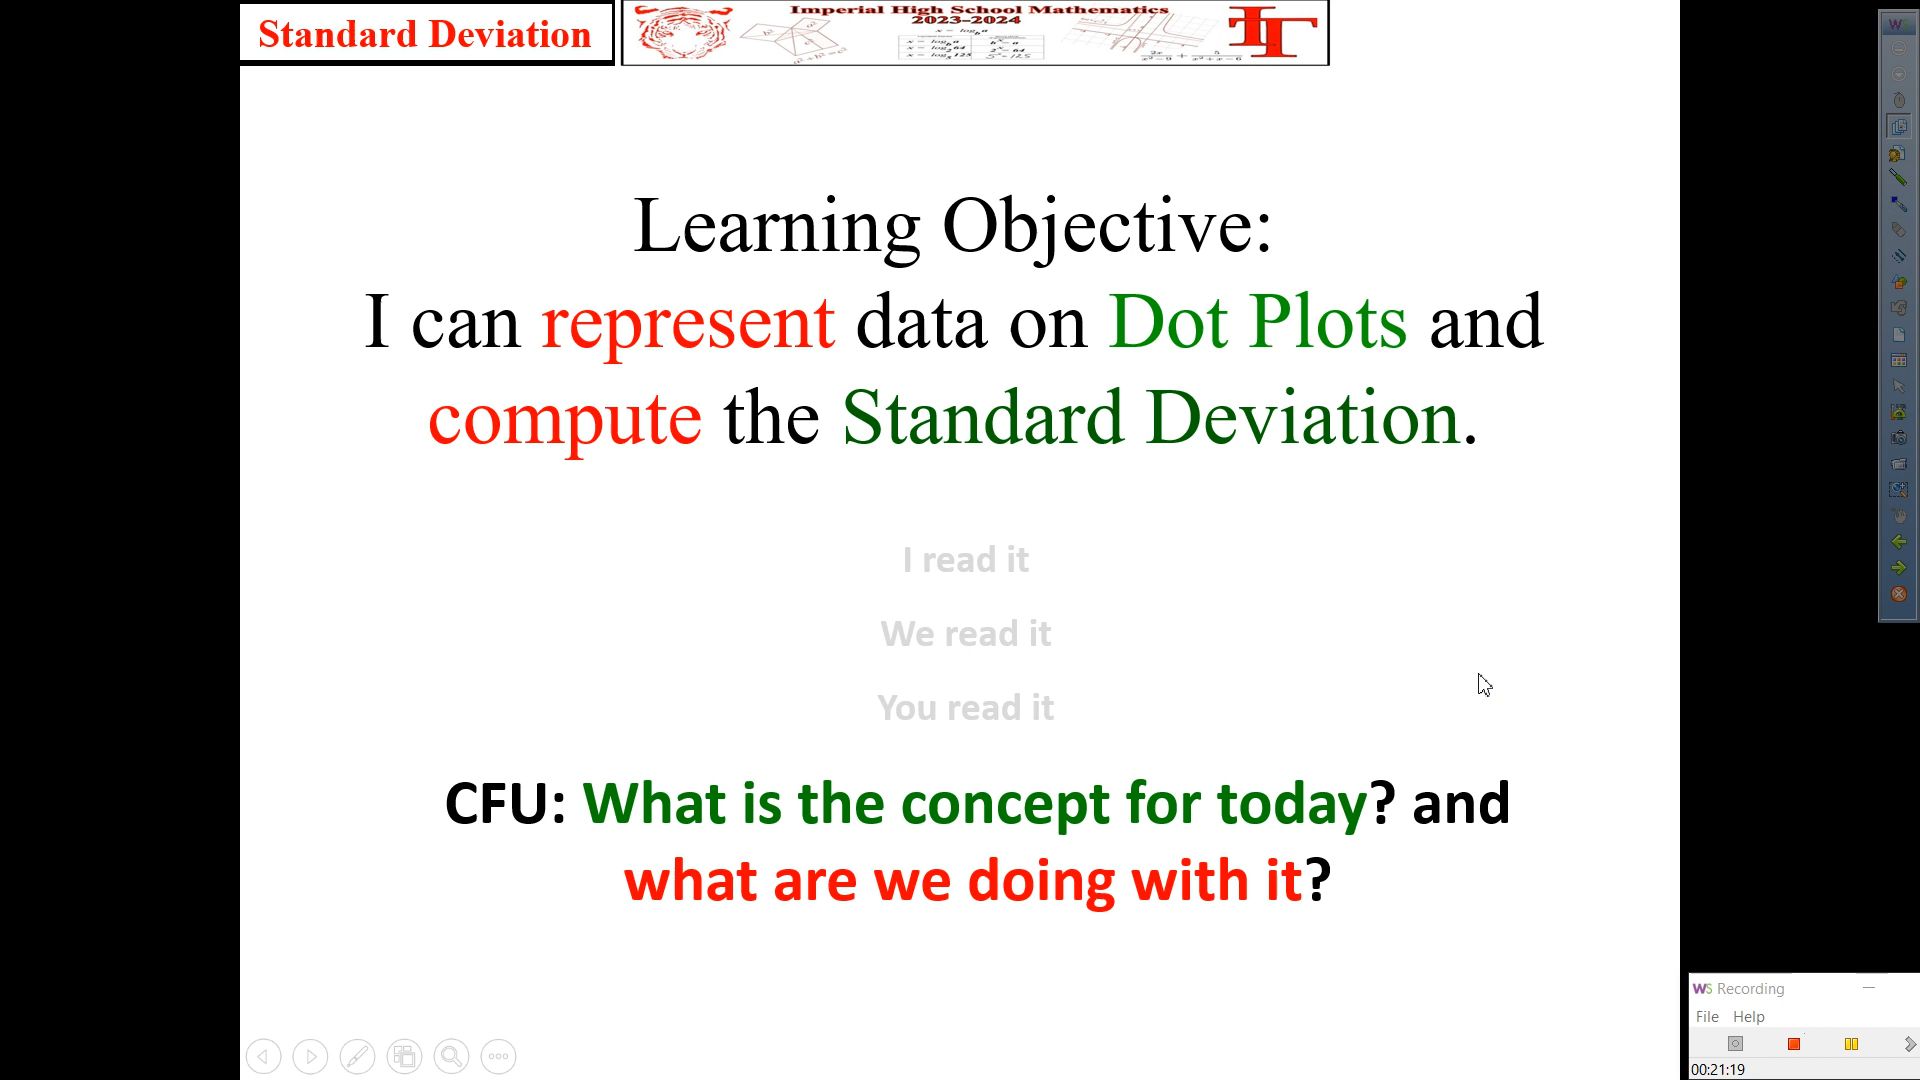 Standard Deviation
Imperial High School Mathematics
2023-2024
Learning Objective:
I can represent data on Dot Plots and
compute the Standard Deviation.
I read it
We read it
You read it
CFU: What is the concept for today? and
what are we doing with it?
WS Recording
File Help
00:21:19